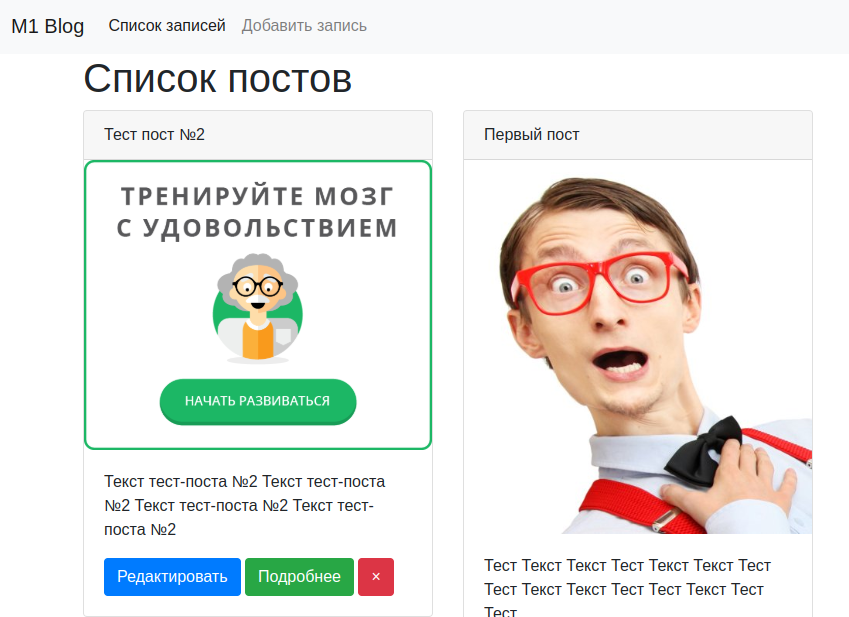 M1 Blog Список записей Добавить запись
Список постов
Тест пост №2
ТРЕНИРУЙТЕ МОЗГ
С УДОВОЛЬСТВИЕМ
НАЧАТЬ РАЗВИВАТЬСЯ
Текст тест-поста №2 Текст тест-поста
№2 Текст тест-поста №2 Текст тест-
поста №2
Редактировать Подробнее ×
Первый пост
Тест Текст Текст Тест Текст Текст Тест
Тест Текст Текст Тест Тест Текст Текст
Тест